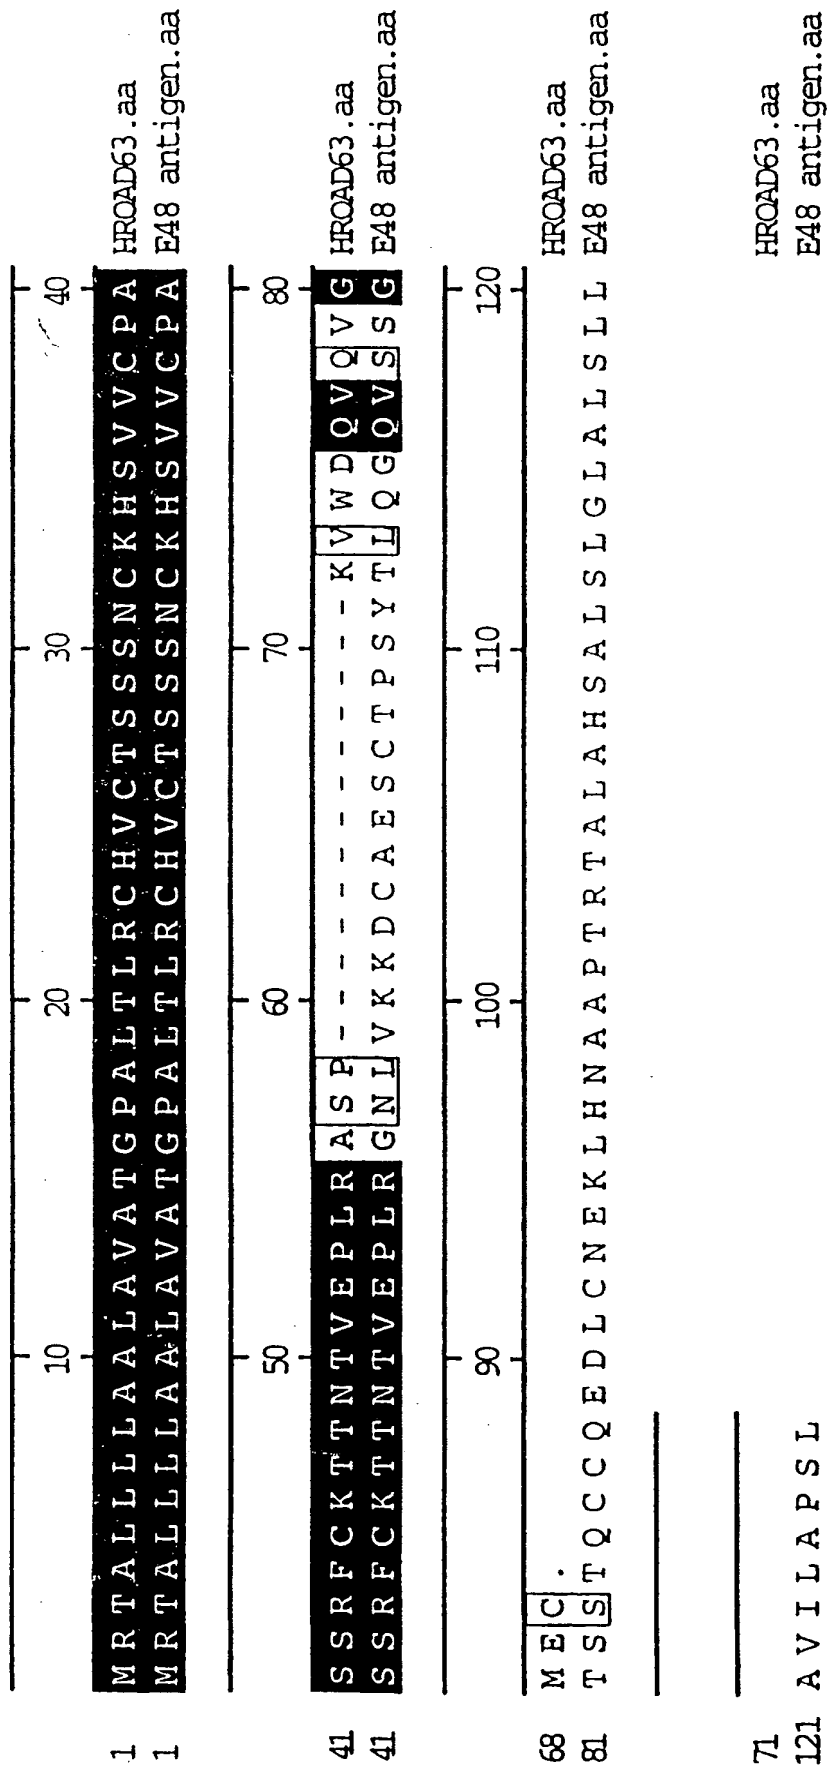 10 20 30 40
1 M R T A L L L L A A L A V A T G P A L T L R C H V C T S S S N C K H S V V C P A HROAD63.aa
1 M R T A L L L L A A L A V A T G P A L T L R C H V C T S S S N C K H S V V C P A E48 antigen.aa
50 60 70 80
41 S S R F C K T T N T V E P L R A S P - - - - - - - - - - - - - K V W D Q V Q V G HROAD63.aa
41 S S R F C K T T N T V E P L R G N L V K K D C A E S C T P S Y T L Q G Q V S S G E48 antigen.aa
90 100 110 120
68 M E C . HROAD63.aa
81 T S S T Q C C Q E D L C N E K L H N A A P T R T A L A H S A L S L G L A L S L L E48 antigen.aa
71 HROAD63.aa
121 A V I L A P S L E48 antigen.aa